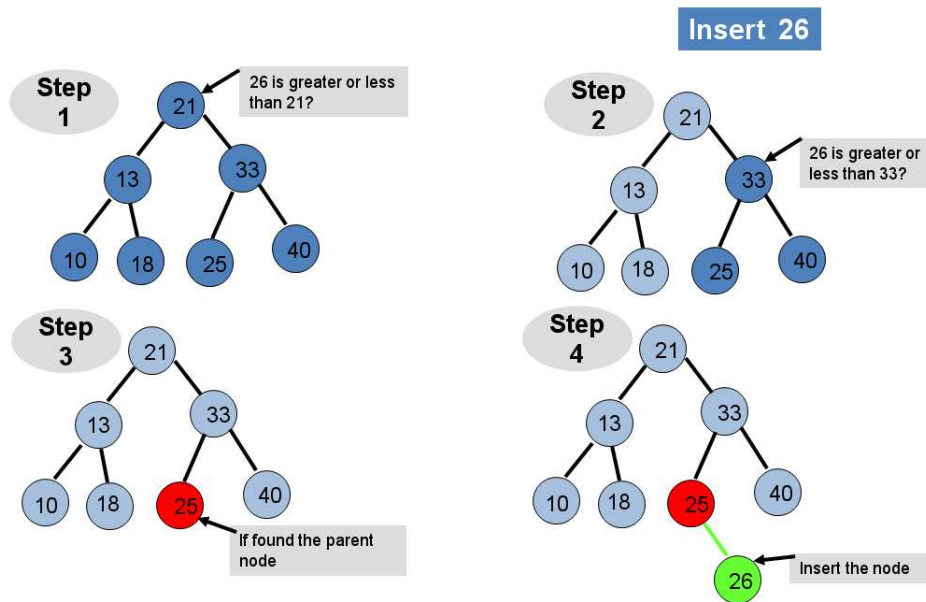 Insert 26
Step
1
26 is greater or less
than 21?
21
13
33
10
18
25
40
Step
2
26 is greater or
less than 33?
21
13
33
10
18
25
40
Step
3
21
13
33
10
18
25
40
If found the parent
node
Step
4
21
13
33
10
18
25
40
26
Insert the node